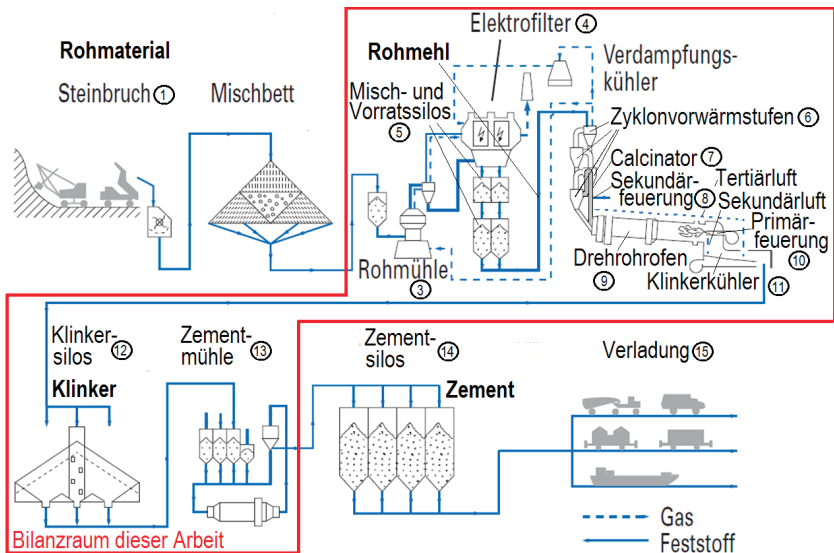 Rohmaterial
Steinbruch 1
Mischbett
Elektrofilter 4
Rohmehl
Misch- und
Vorratssilos
5
Verdampfungs-
kühler
Zyklonvorwärmstufen 6
Calcinator 7
Sekundär-
feuerung 8
Tertiärluft
Sekundärluft
Primär-
feuerung
10
Rohmühle
3
Drehrohrofen
9
Klinkerkühler 11
Klinker-
silos 12
Klinker
Zement-
mühle 13
Zement-
silos 14
Zement
Verladung 15
Bilanzraum dieser Arbeit
Gas
Feststoff